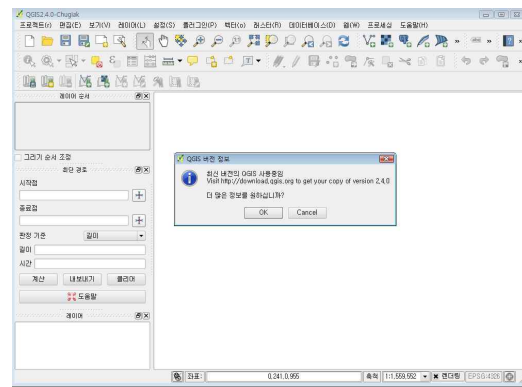 QGIS2.4.0-Chugiak
프로젝트(r) 편집(E) 보기(V) 레이어(L) 설정(S) 플러그인(P) 벡터(o) 래스터(R) 데이터베이스(D) 웹(W) 프로세싱 도움말(H)
레이어 순서
그리기 순서 조정
최단 경로
시작점
종료점
판정 기준 길이
길이
시간
계산 내보내기 클리어
도움말
레이어
QGIS 버전 정보
최신 버전의 QGIS 사용중임
Visit http://download.qgis.org to get your copy of version 2.4.0
더 많은 정보를 원하십니까?
OK Cancel
좌표: 0.241,0.955 축척 1:1,559,552 렌더링 EPSG:4326